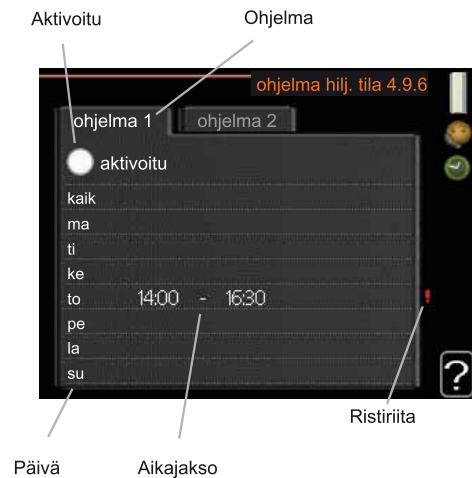 Aktivoitu
Ohjelma
ohjelma hilj. tila 4.9.6
ohjelma 1
ohjelma 2
aktivoitu
kaik
ma
ti
ke
to 14:00 - 16:30
pe
la
su
?
Ristiriita
Päivä
Aikajakso